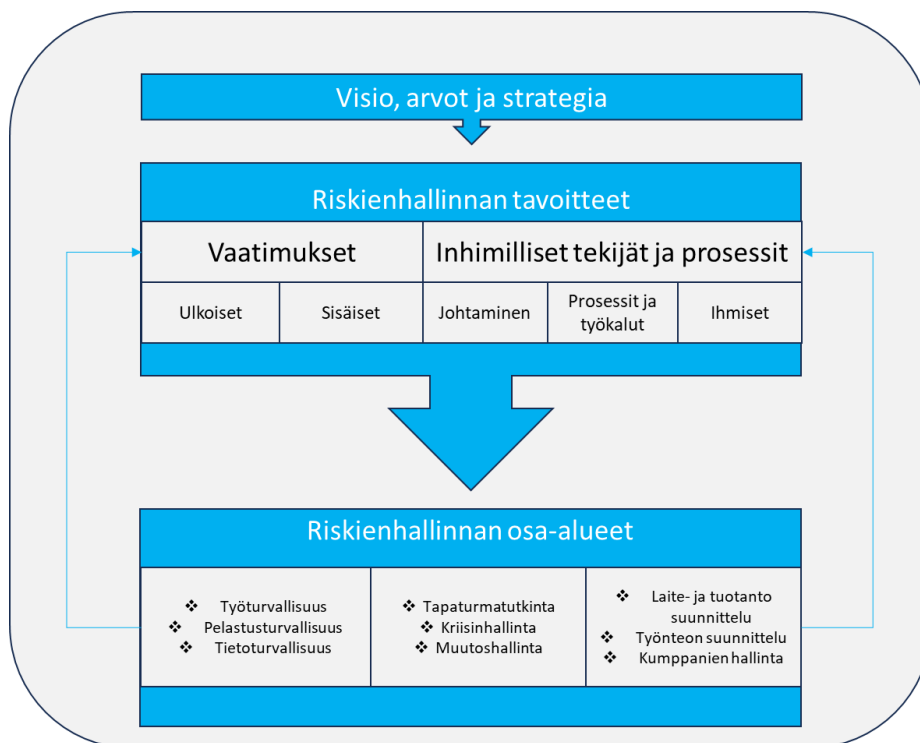 Visio, arvot ja strategia
Riskienhallinnan tavoitteet
Vaatimukset
Inhimilliset tekijät ja prosessit
Ulkoiset
Sisäiset
Johtaminen
Prosessit ja
työkalut
Ihmiset
Riskienhallinnan osa-alueet
❖ Työturvallisuus
❖ Pelastusturvallisuus
❖ Tietoturvallisuus
❖ Tapaturmatutkinta
❖ Kriisinhallinta
❖ Muutoshallinta
❖ Laite- ja tuotanto
suunnittelu
❖ Työnteon suunnittelu
❖ Kumppanien hallinta